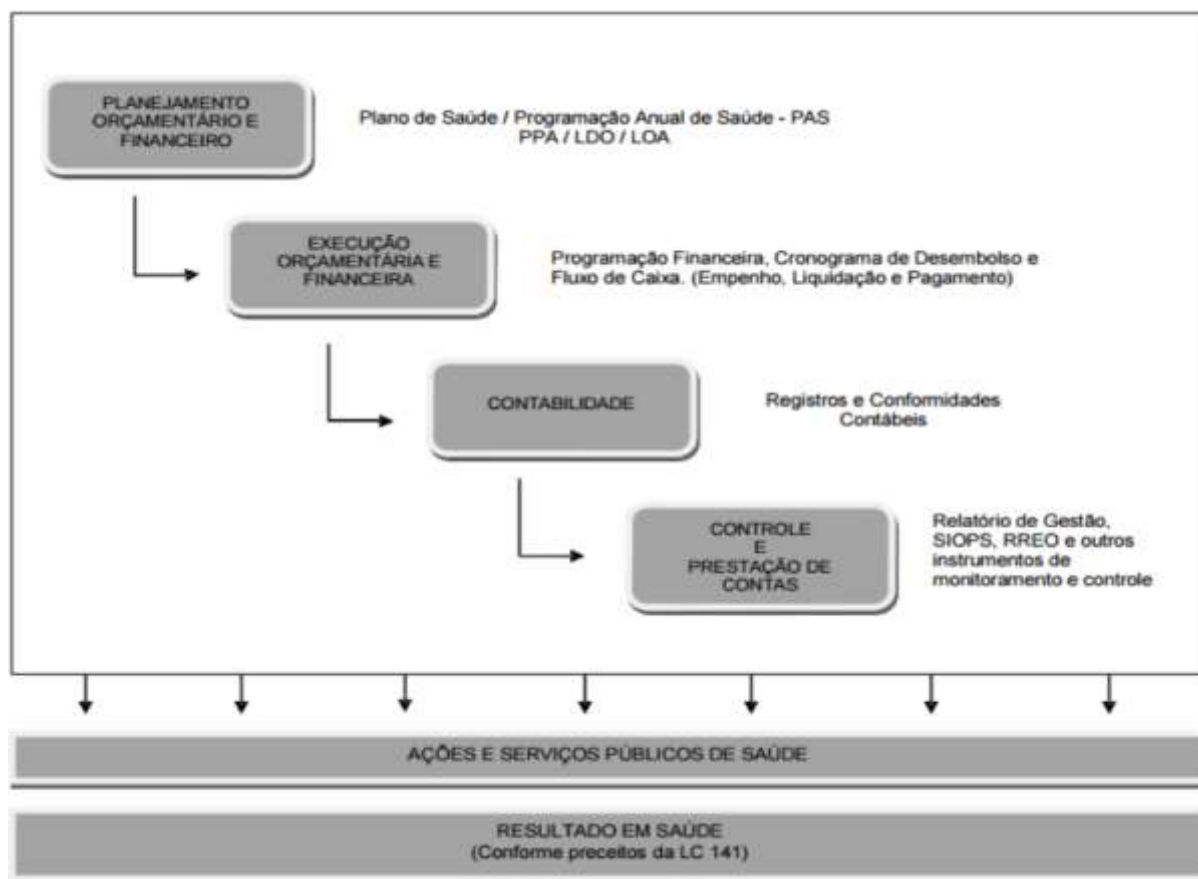 PLANEJAMENTO
ORÇAMENTÁRIO E
FINANCEIRO
Plano de Saúde / Programação Anual de Saúde - PAS
PPA / LDO / LOA
EXECUÇÃO
ORÇAMENTÁRIA E
FINANCEIRA
Programação Financeira, Cronograma de Desembolso e
Fluxo de Caixa. (Empenho, Liquidação e Pagamento)
CONTABILIDADE
Registros e Conformidades
Contábeis
CONTROLE
E
PRESTAÇÃO DE
CONTAS
Relatório de Gestão,
SIOPS, RREO e outros
instrumentos de
monitoramento e controle
AÇÕES E SERVIÇOS PÚBLICOS DE SAÚDE
RESULTADO EM SAÚDE
(Conforme preceitos da LC 141)